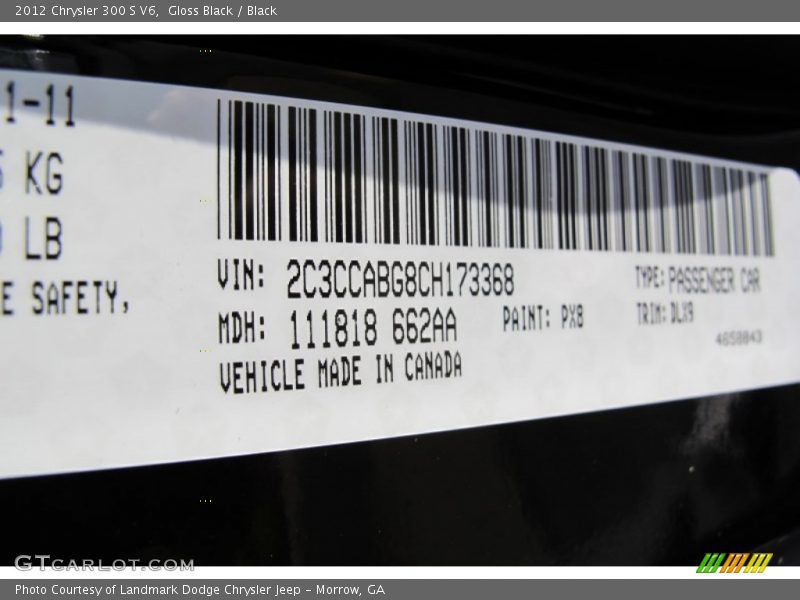 2012 Chrysler 300 S V6, Gloss Black / Black
1-11
KG
LB
E SAFETY,
VIN: 2C3CCABG8CH173368
TYPE: PASSENGER CAR
MDH: 111818 662AA
PAINT: PX8
TRIM: DLX9
VEHICLE MADE IN CANADA
GTCARLOT.COM
Photo Courtesy of Landmark Dodge Chrysler Jeep – Morrow, GA